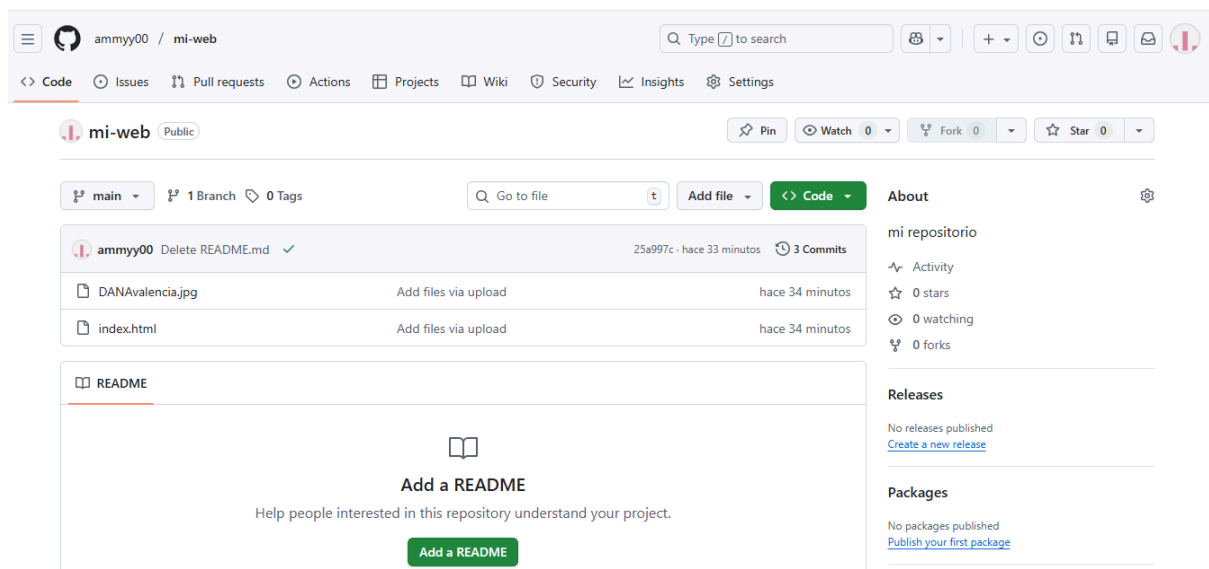 ammyy00 / mi-web
Type / to search
Code Issues Pull requests Actions Projects Wiki Security Insights Settings
mi-web Public
Pin Watch 0 Fork 0 Star 0
main 1 Branch 0 Tags Go to file t Add file Code
ammyy00 Delete README.md 25a997c · hace 33 minutos 3 Commits
DANAvalencia.jpg Add files via upload hace 34 minutos
index.html Add files via upload hace 34 minutos
README
Add a README
Help people interested in this repository understand your project.
Add a README
About
mi repositorio
Activity
0 stars
0 watching
0 forks
Releases
No releases published
Create a new release
Packages
No packages published
Publish your first package